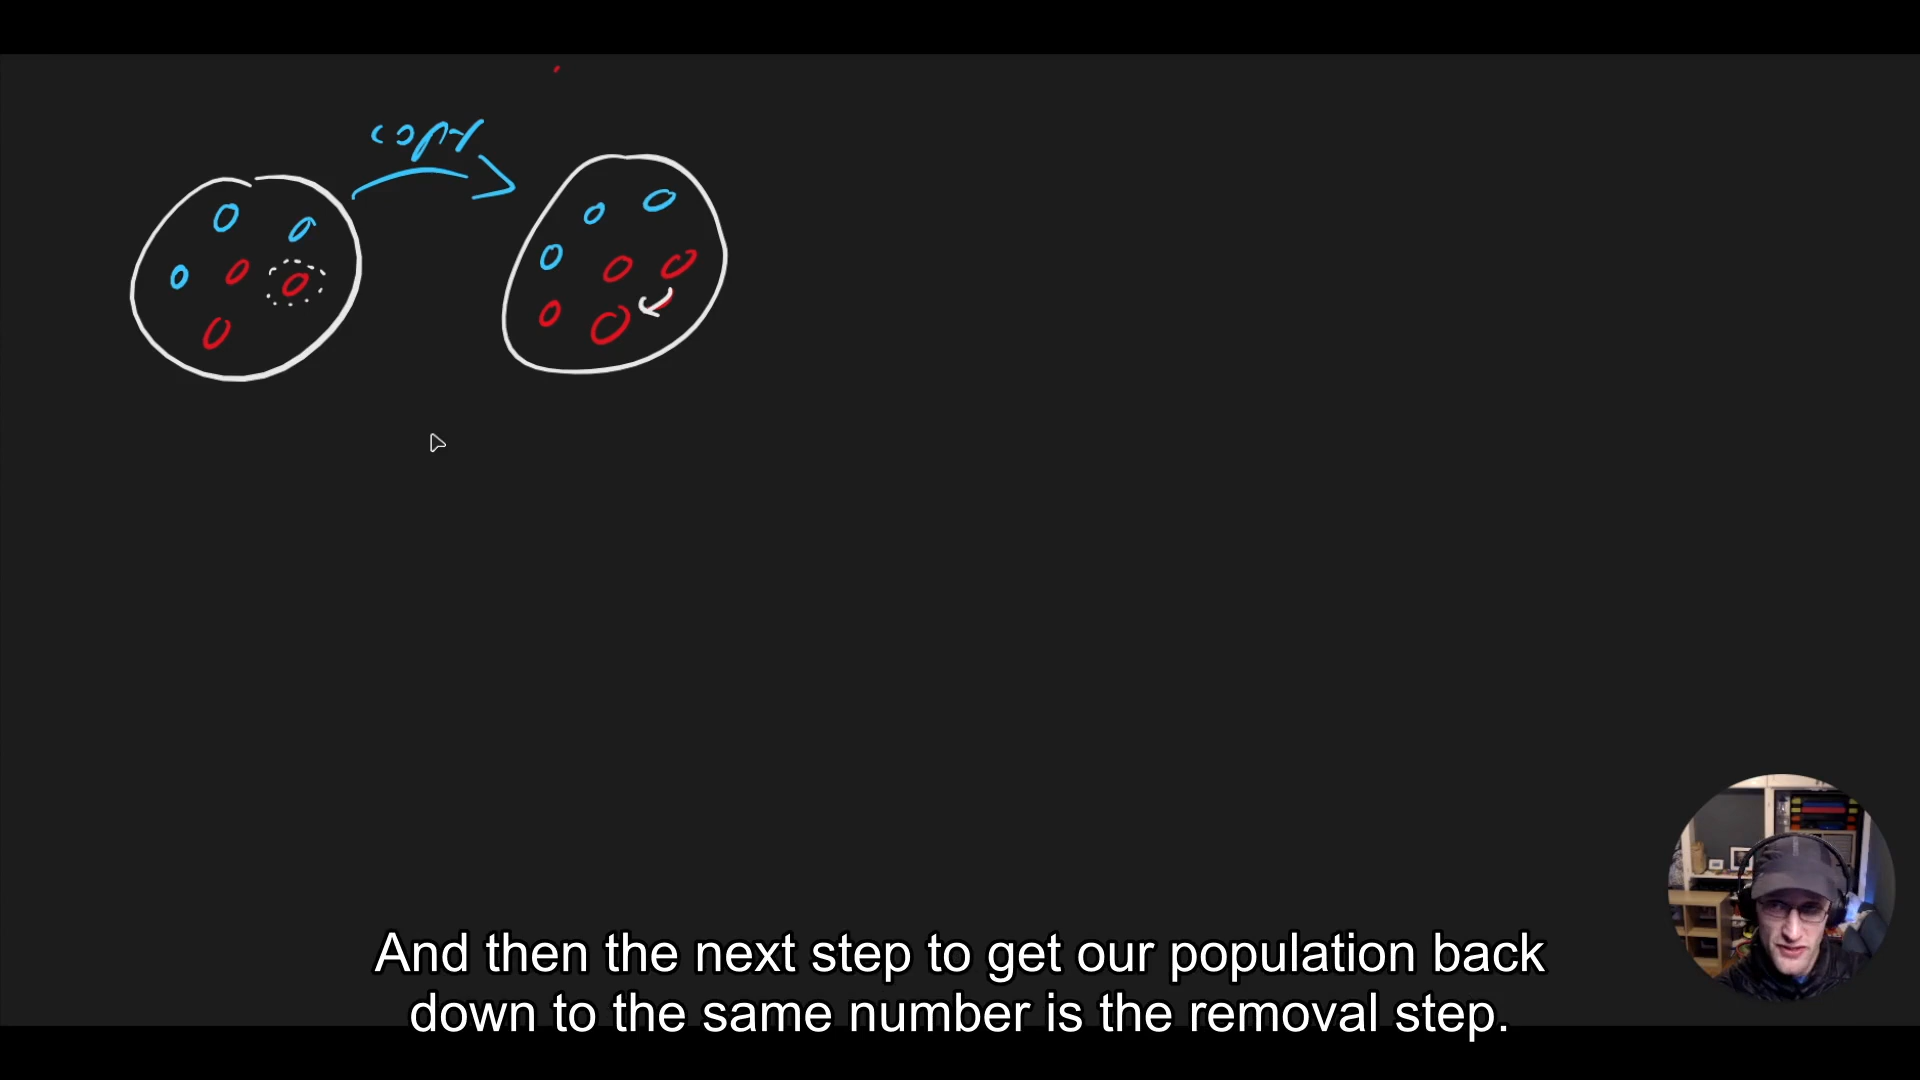 copy
And then the next step to get our population back
down to the same number is the removal step.